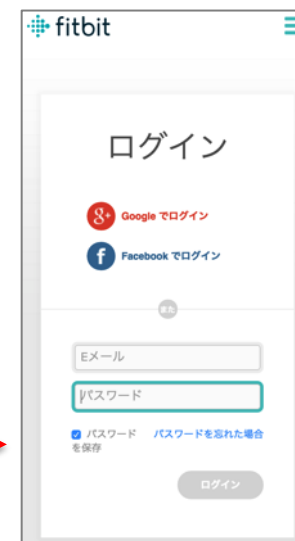 fitbit
ログイン
Google でログイン
Facebook でログイン
また
Eメール
パスワード
パスワードを保存 パスワードを忘れた場合
ログイン